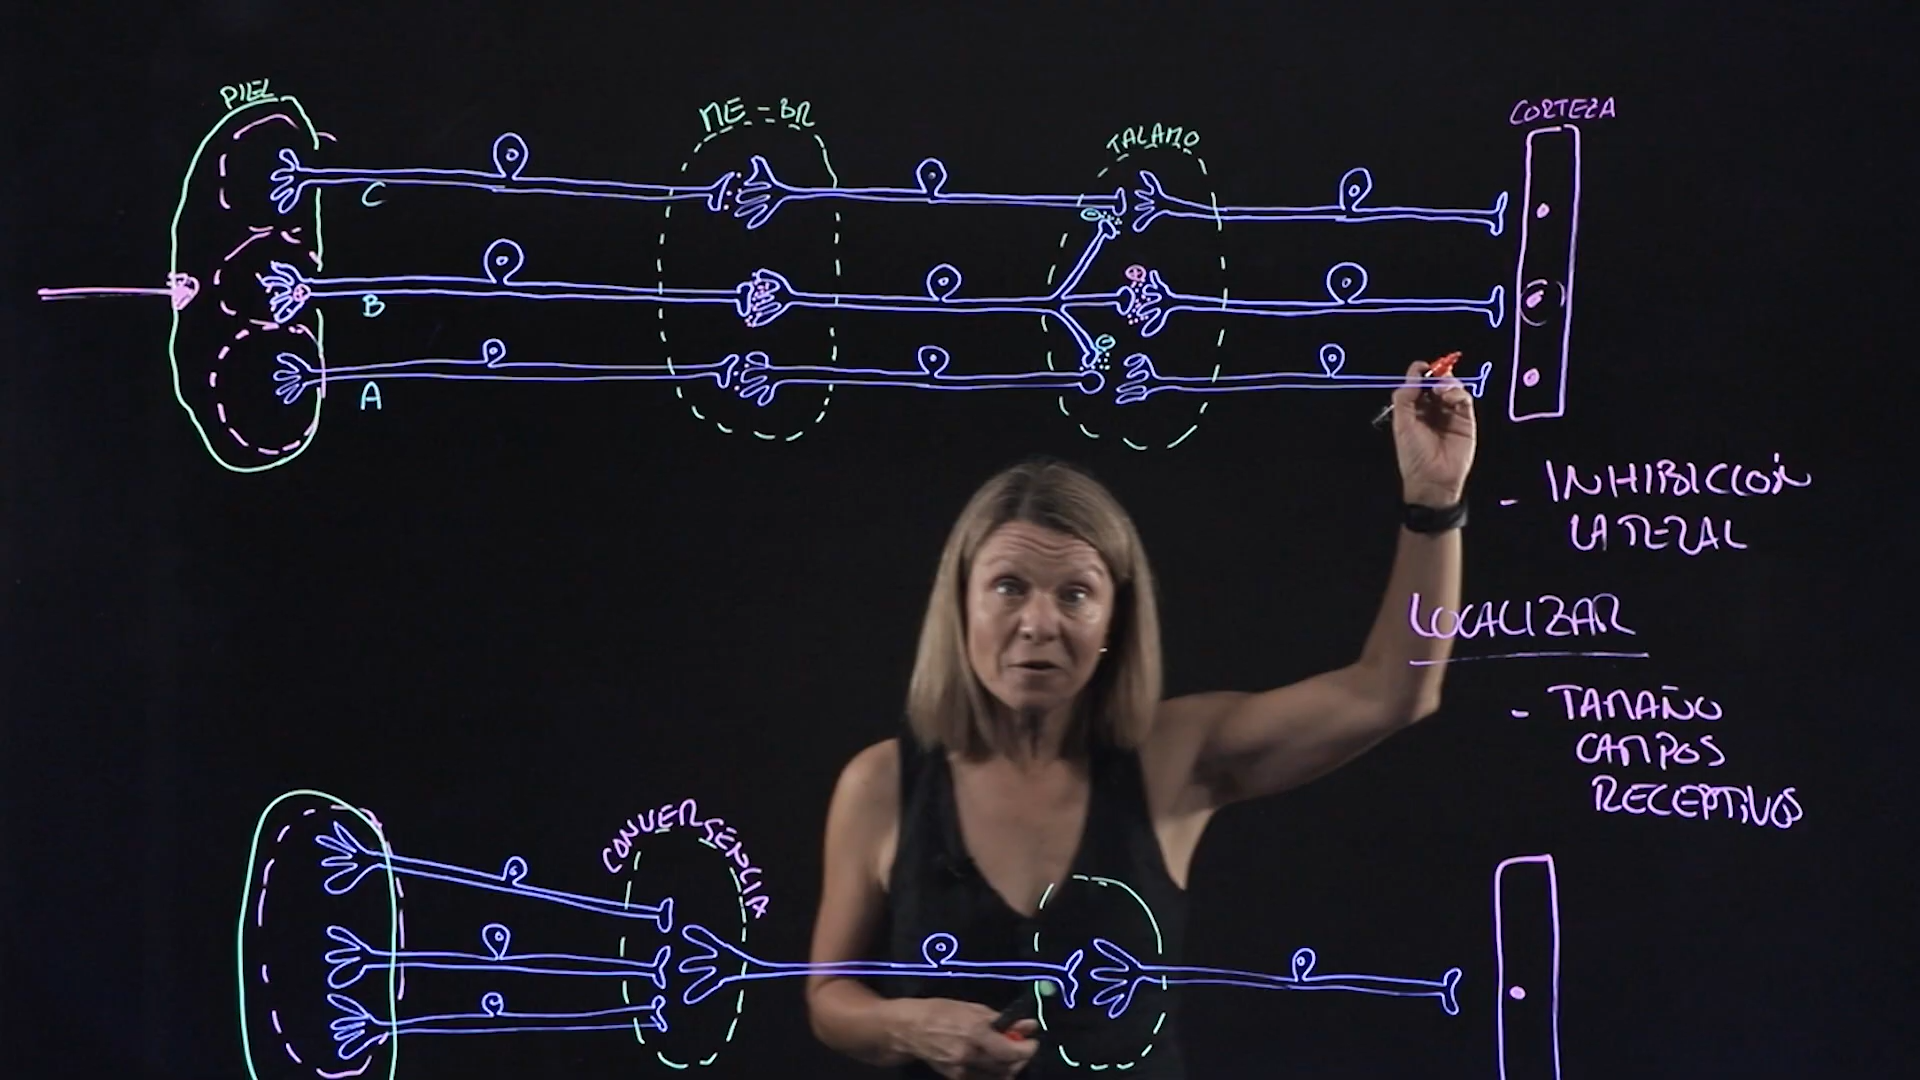 PIEL
ME-BR
TALAMO
CORTEZA
C
B
A
- INHIBICCIÓN
LATERAL
LOCALIZAR
- TAMAÑO
CAMPOS
RECEPTIVOS
CONVERGENCIA